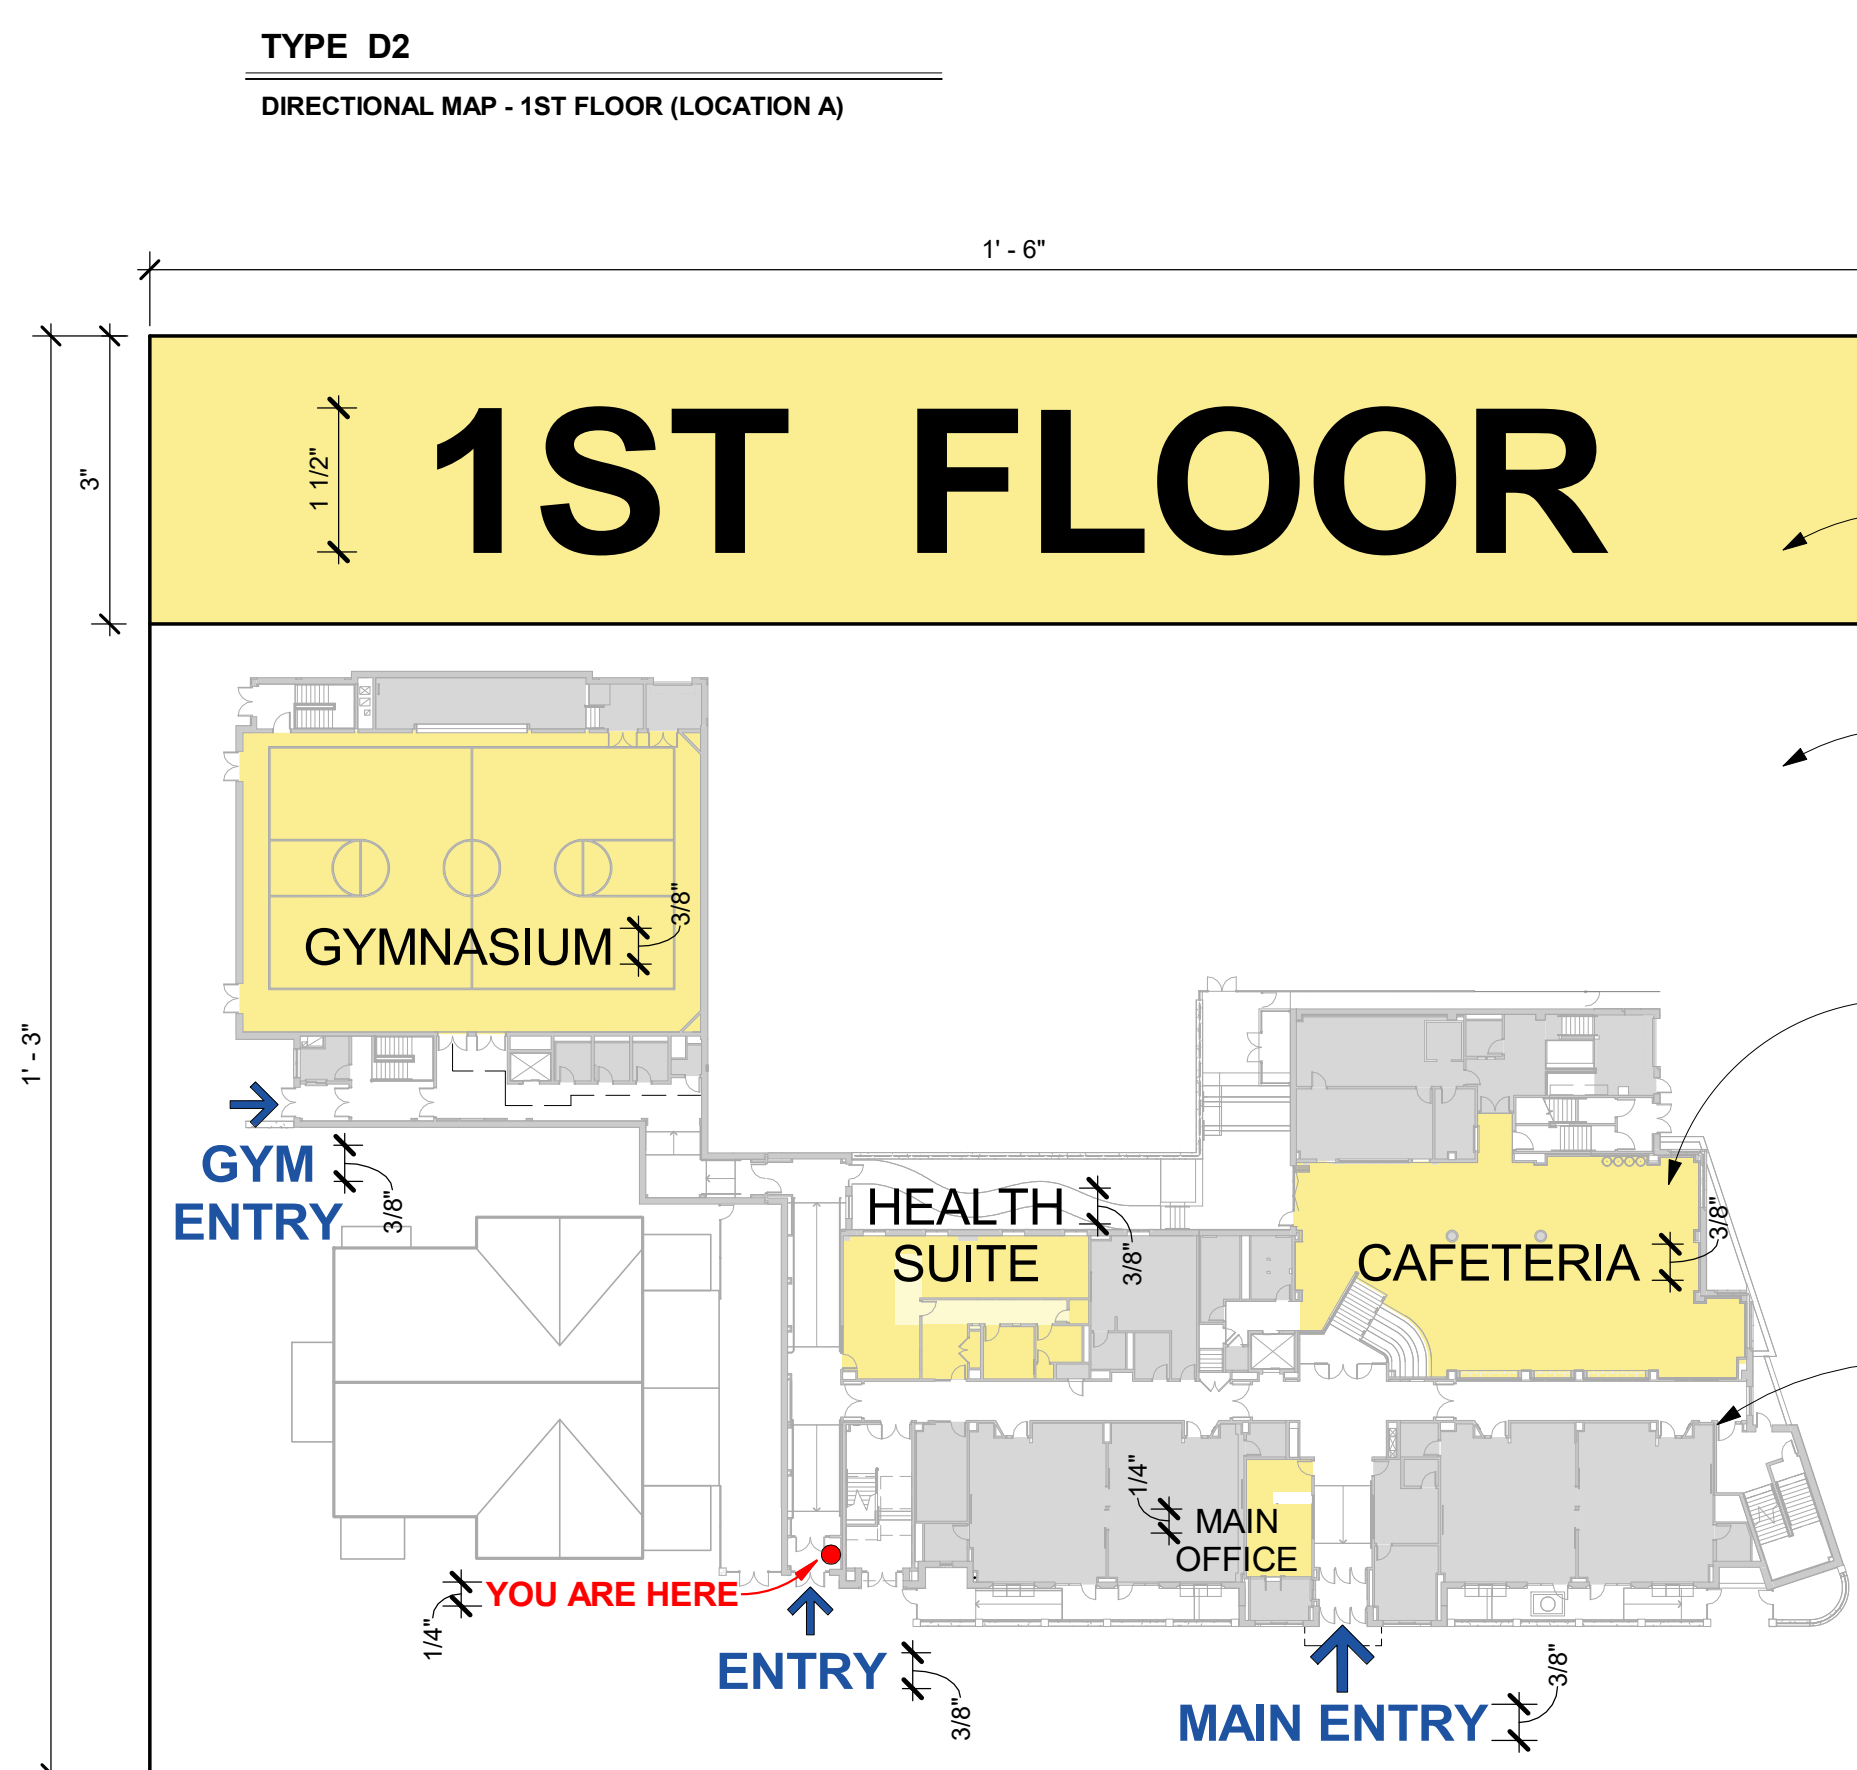 TYPE D2
DIRECTIONAL MAP - 1ST FLOOR (LOCATION A)
1' - 6"
3"
1 1/2"
1ST FLOOR
1' - 3"
GYMNASIUM
3/8"
GYM
ENTRY
3/8"
HEALTH
SUITE
3/8"
CAFETERIA
3/8"
1/4"
MAIN
OFFICE
YOU ARE HERE
1/4"
ENTRY
3/8"
MAIN ENTRY
3/8"